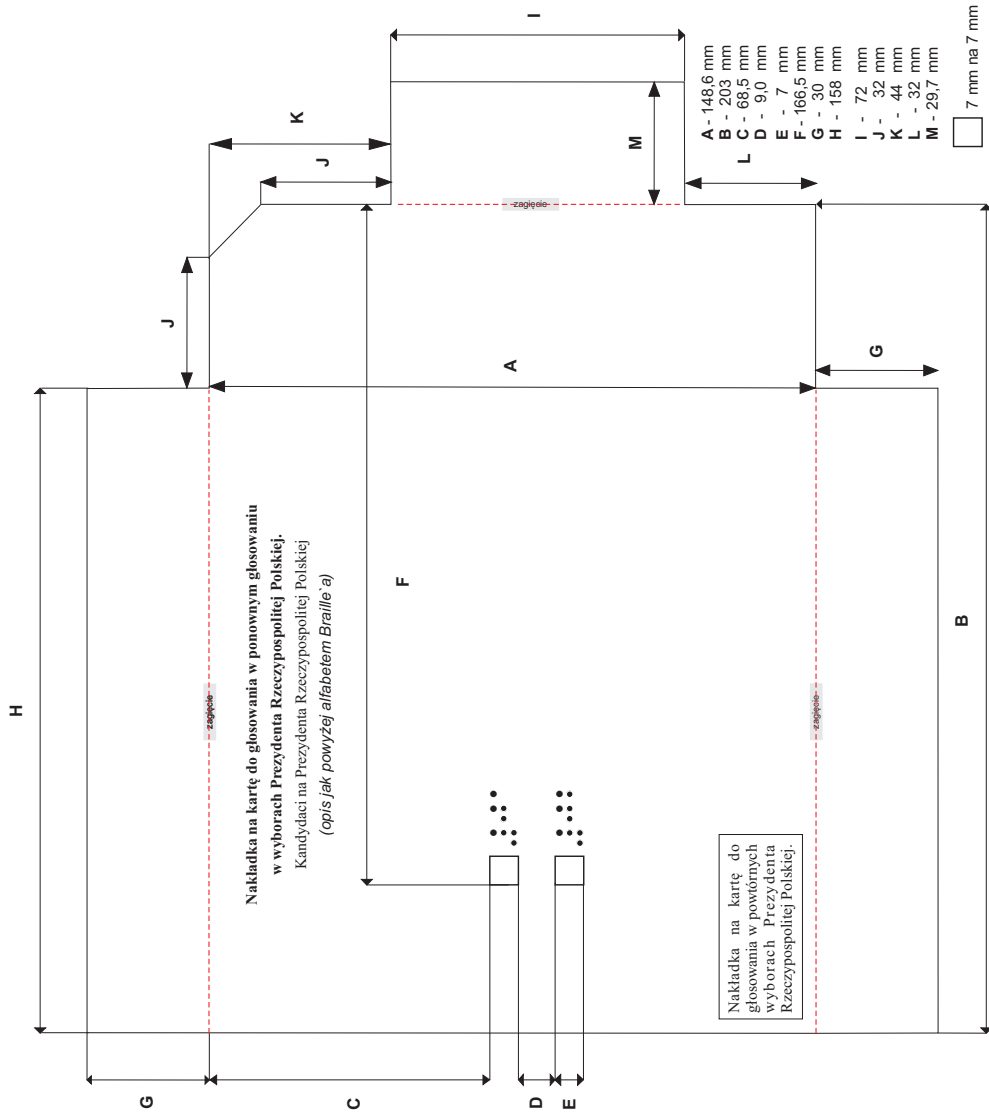 H
G
zagięcie
J
K
J
I
Nakładka na kartę do głosowania w ponownym głosowaniu
w wyborach Prezydenta Rzeczypospolitej Polskiej.
Kandydaci na Prezydenta Rzeczypospolitej Polskiej
(opis jak powyżej alfabetem Braille`a)
C
F
A
zagięcie
M
L
D
E
⠼⠁
⠼⠃
Nakładka na kartę do
głosowania w powtórnych
wyborach Prezydenta
Rzeczypospolitej Polskiej.
zagięcie
G
B
A - 148,6 mm
B - 203 mm
C - 68,5 mm
D - 9,0 mm
E - 7 mm
F - 166,5 mm
G - 30 mm
H - 158 mm
I - 72 mm
J - 32 mm
K - 44 mm
L - 32 mm
M - 29,7 mm
7 mm na 7 mm